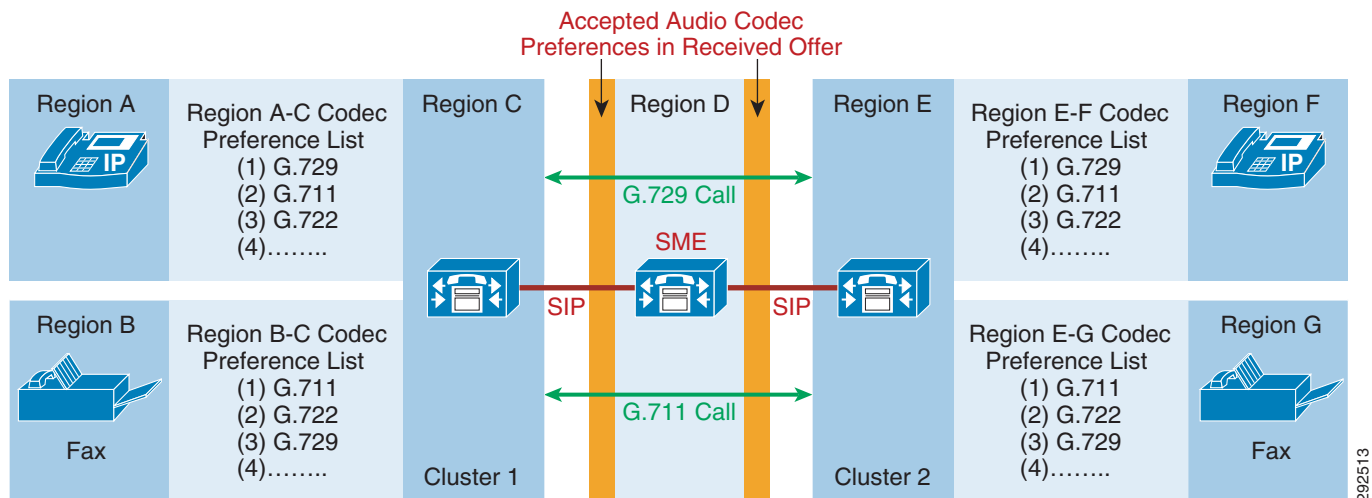 Accepted Audio Codec
Preferences in Received Offer
Region A
IP
Region A-C Codec
Preference List
(1) G.729
(2) G.711
(3) G.722
(4)……..
Region C
Region D
Region E
Region E-F Codec
Preference List
(1) G.729
(2) G.711
(3) G.722
(4)……..
Region F
IP
G.729 Call
SME
SIP
SIP
Region B
Fax
Region B-C Codec
Preference List
(1) G.711
(2) G.722
(3) G.729
(4)……..
Cluster 1
G.711 Call
Cluster 2
Region E-G Codec
Preference List
(1) G.711
(2) G.722
(3) G.729
(4)……..
Region G
Fax
292513